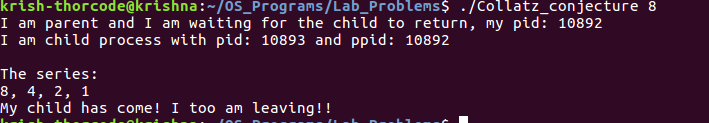 krish-thorcode@krishna:~/OS_Programs/Lab_Problems$ ./Collatz_conjecture 8
I am parent and I am waiting for the child to return, my pid: 10892
I am child process with pid: 10893 and ppid: 10892
The series:
8, 4, 2, 1
My child has come! I too am leaving!!
krish-thorcode@krishna:~/OS_Programs/Lab_Problems$